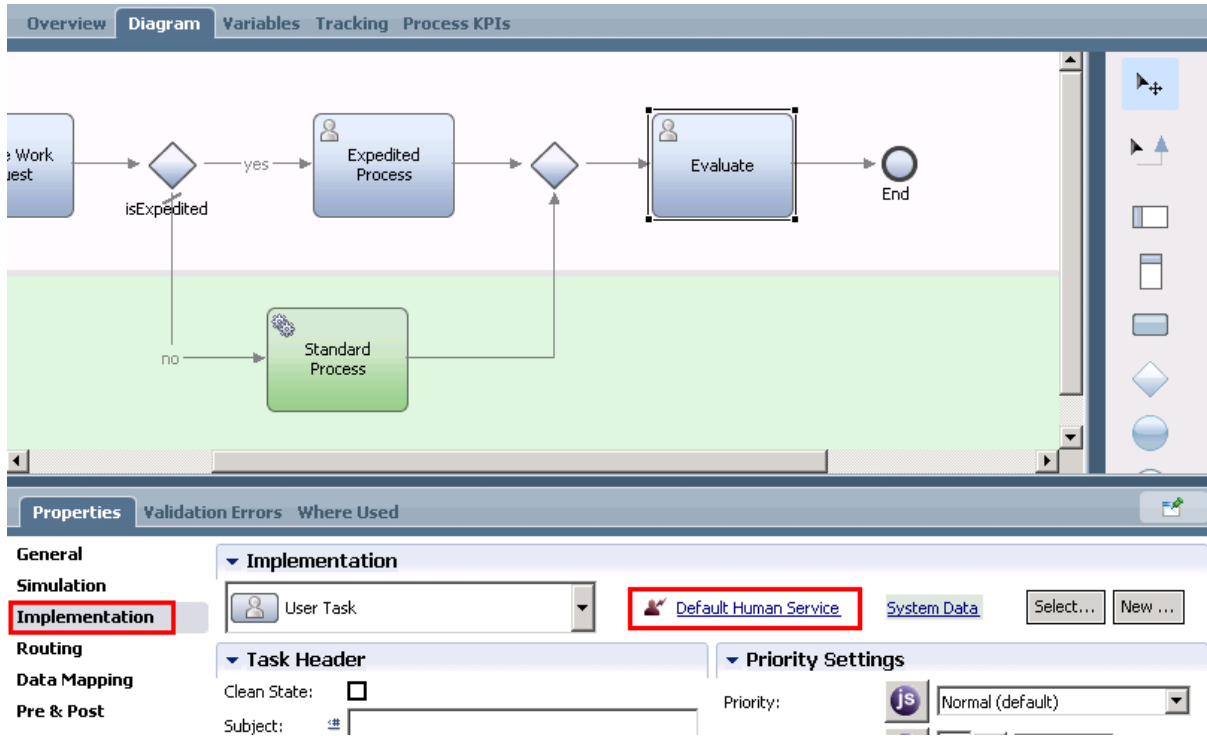 Overview Diagram Variables Tracking Process KPIs
Work
Expedited
Process
Evaluate
yes
isExpedited
End
no
Standard
Process
Properties Validation Errors Where Used
General
Simulation
Implementation
Routing
Data Mapping
Pre & Post
Implementation
User Task
Default Human Service
System Data
Select...
New ...
Task Header
Clean State:
Subject:
Priority Settings
Priority:
js
Normal (default)